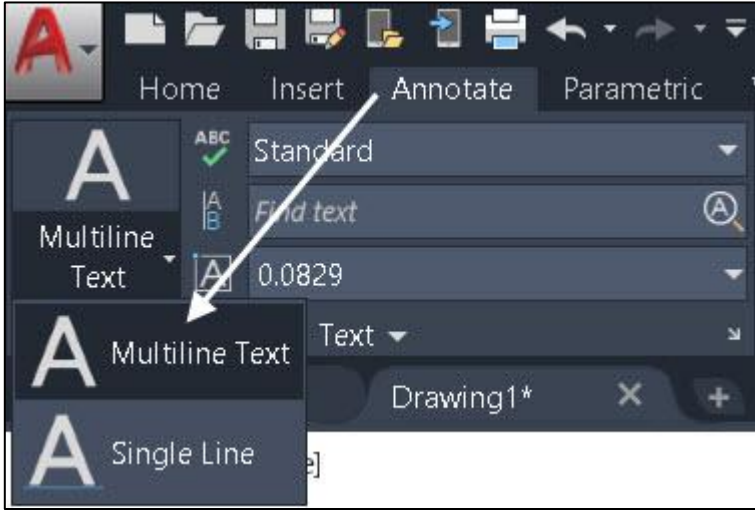 Home Insert Annotate Parametric
ABC Standard
A
B Find text
Multiline
Text
A 0.0829
Text
Multiline Text
Drawing1*
Single Line
e]